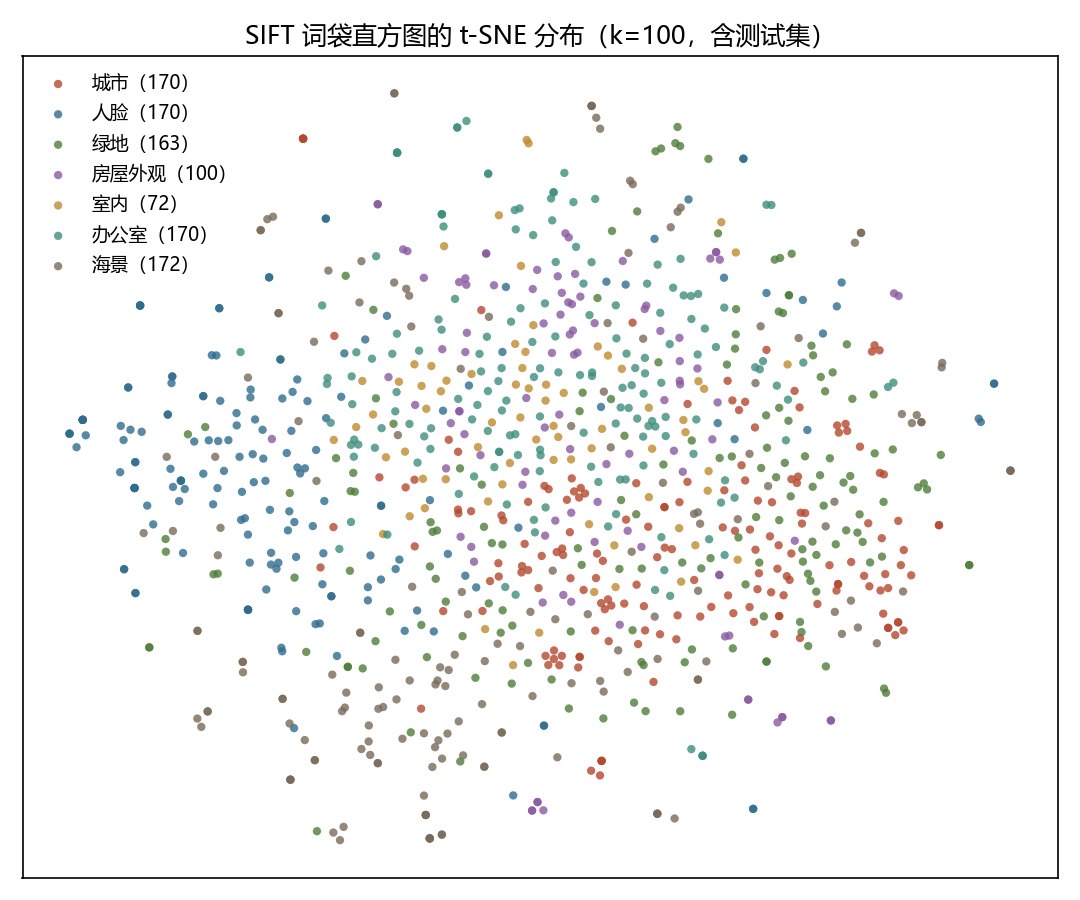 SIFT 词袋直方图的 t-SNE 分布（k=100，含测试集）
城市（170）
人脸（170）
绿地（163）
房屋外观（100）
室内（72）
办公室（170）
海景（172）